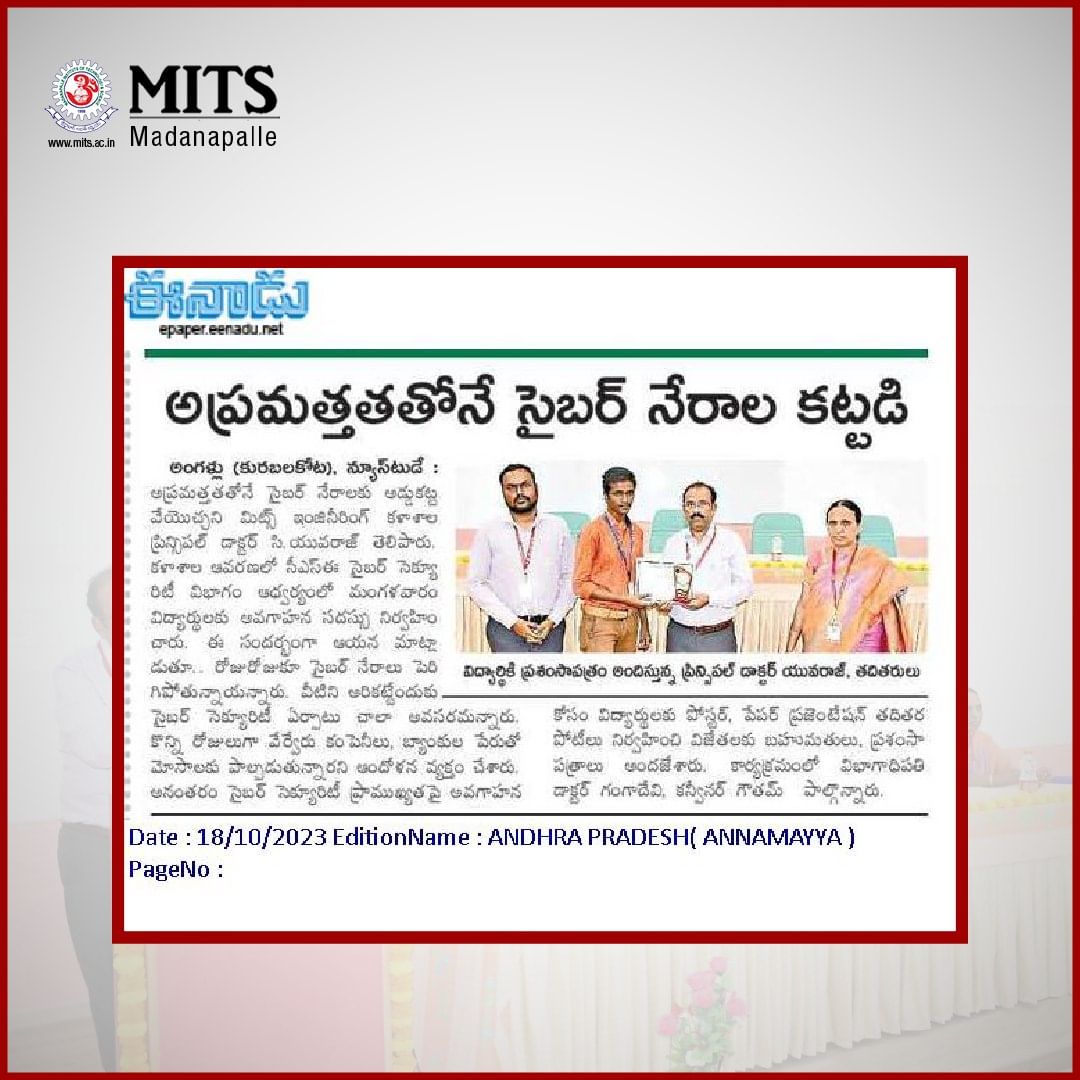 MITS
Madanapalle
www.mits.ac.in
ఈనాడు
epaper.eenadu.net
అప్రమత్తతతోనే సైబర్ నేరాల కట్టడి
అంగళ్లు (కురబలకోట), న్యూస్‌టుడే :
అప్రమత్తతతోనే సైబర్ నేరాలకు అడ్డుకట్ట
వేయొచ్చని మిట్స్ ఇంజినీరింగ్ కళాశాల
ప్రిన్సిపల్ డాక్టర్ సి.యువరాజ్ తెలిపారు.
కళాశాల ఆవరణలో సీఎస్ఈ సైబర్ సెక్యూ
రిటీ విభాగం ఆధ్వర్యంలో మంగళవారం
విద్యార్థులకు అవగాహన సదస్సు నిర్వహిం
చారు. ఈ సందర్భంగా ఆయన మాట్లా
డుతూ.. రోజురోజుకూ సైబర్ నేరాలు పెరి
గిపోతున్నాయన్నారు. వీటిని అరికట్టేందుకు
సైబర్ సెక్యూరిటీ ఏర్పాటు చాలా అవసరమన్నారు.
కొన్ని రోజులుగా వేర్వేరు కంపెనీలు, బ్యాంకుల పేరుతో
మోసాలకు పాల్పడుతున్నారని ఆందోళన వ్యక్తం చేశారు.
అనంతరం సైబర్ సెక్యూరిటీ ప్రాముఖ్యతపై అవగాహన
విద్యార్థికి ప్రశంసాపత్రం అందిస్తున్న ప్రిన్సిపల్ డాక్టర్ యువరాజ్, తదితరులు
కోసం విద్యార్థులకు పోస్టర్, పేపర్ ప్రజెంటేషన్ తదితర
పోటీలు నిర్వహించి విజేతలకు బహుమతులు, ప్రశంసా
పత్రాలు అందజేశారు. కార్యక్రమంలో విభాగాధిపతి
డాక్టర్ గంగాదేవి, కన్వీనర్ గౌతమ్ పాల్గొన్నారు.
Date : 18/10/2023 EditionName : ANDHRA PRADESH( ANNAMAYYA )
PageNo :